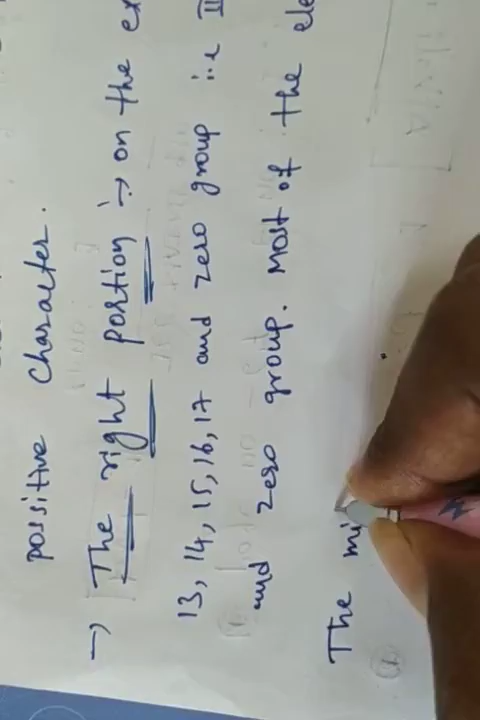 positive character.
→ The right portion :→ on the ex
13, 14, 15, 16, 17 and zero group i.e II
and zero group. Most of the ele
The mi